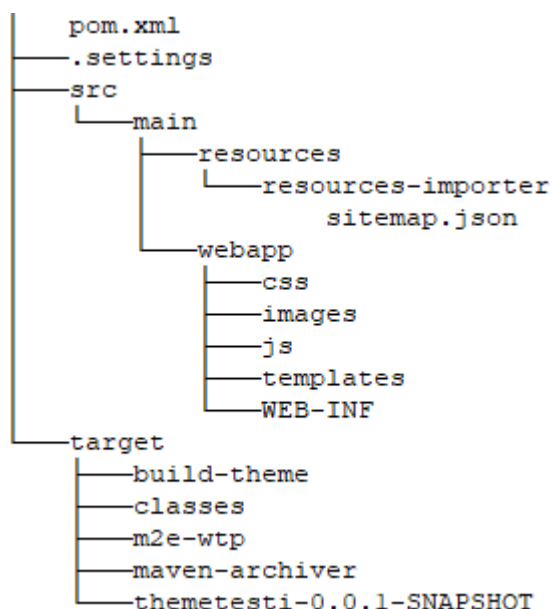 pom.xml
.settings
src
main
resources
resources-importer
sitemap.json
webapp
css
images
js
templates
WEB-INF
target
build-theme
classes
m2e-wtp
maven-archiver
themetesti-0.0.1-SNAPSHOT